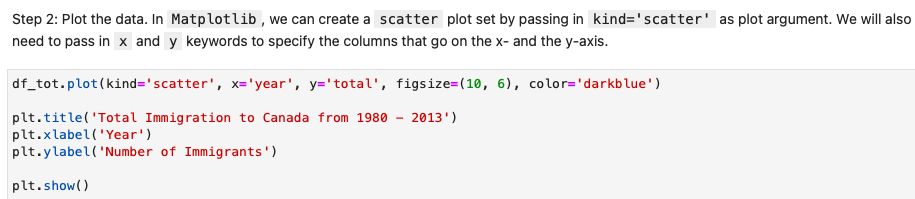 Step 2: Plot the data. In Matplotlib , we can create a scatter plot set by passing in kind='scatter' as plot argument. We will also
need to pass in x and y keywords to specify the columns that go on the x- and the y-axis.
df_tot.plot(kind='scatter', x='year', y='total', figsize=(10, 6), color='darkblue')
plt.title('Total Immigration to Canada from 1980 - 2013')
plt.xlabel('Year')
plt.ylabel('Number of Immigrants')
plt.show()